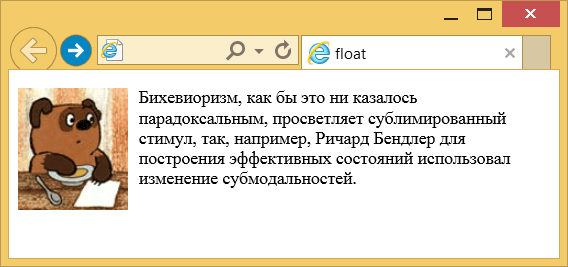 float
Бихевиоризм, как бы это ни казалось
парадоксальным, просветляет сублимированный
стимул, так, например, Ричард Бендлер для
построения эффективных состояний использовал
изменение субмодальностей.